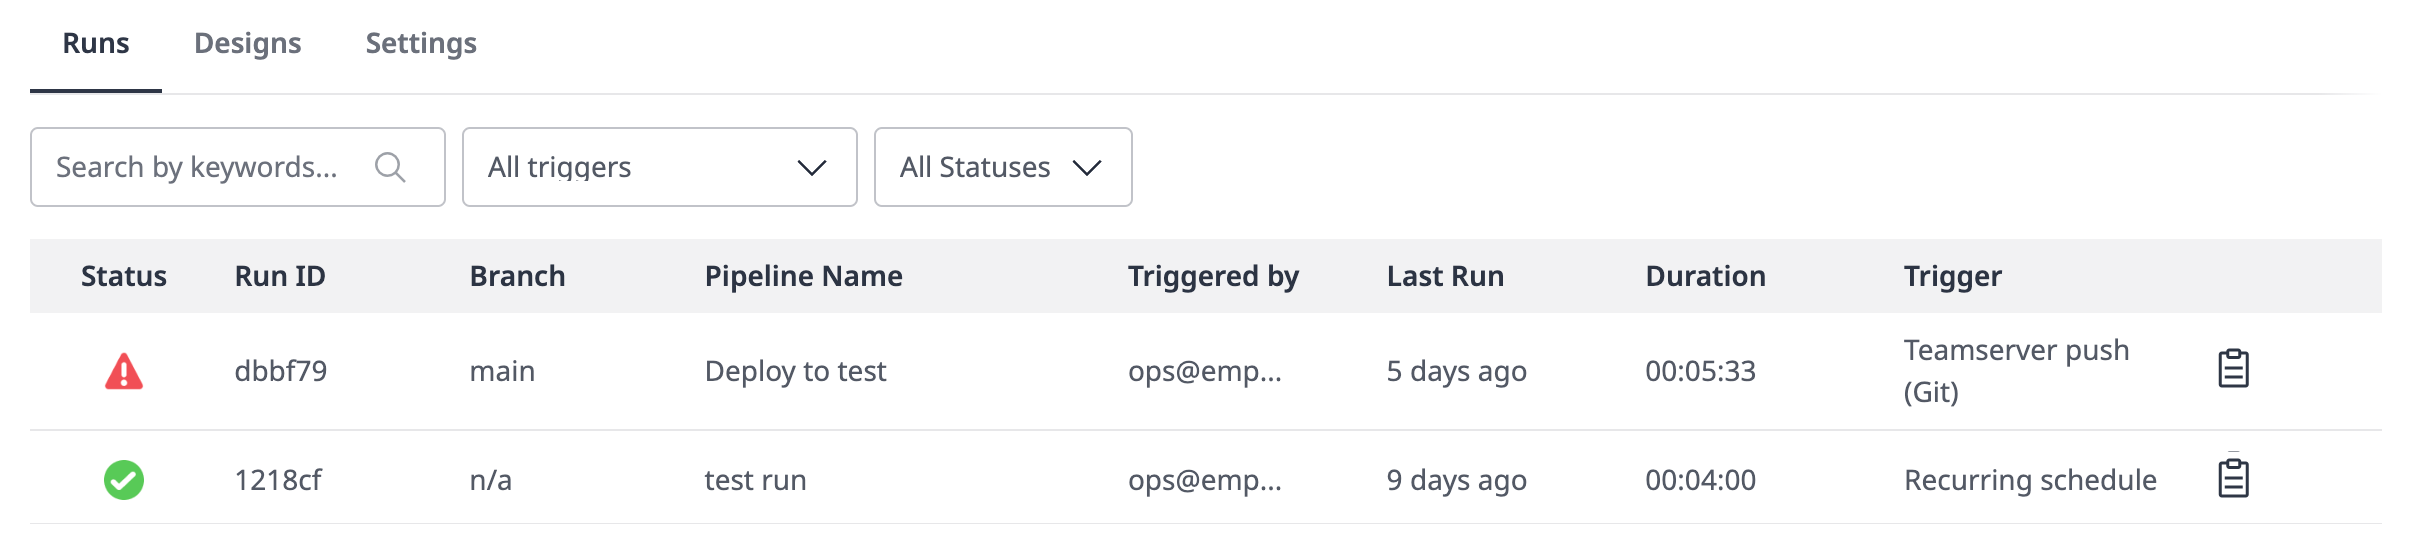 Runs Designs Settings
Search by keywords... All triggers All Statuses
Status Run ID Branch Pipeline Name Triggered by Last Run Duration Trigger
dbbf79 main Deploy to test ops@emp... 5 days ago 00:05:33 Teamserver push
(Git)
1218cf n/a test run ops@emp... 9 days ago 00:04:00 Recurring schedule